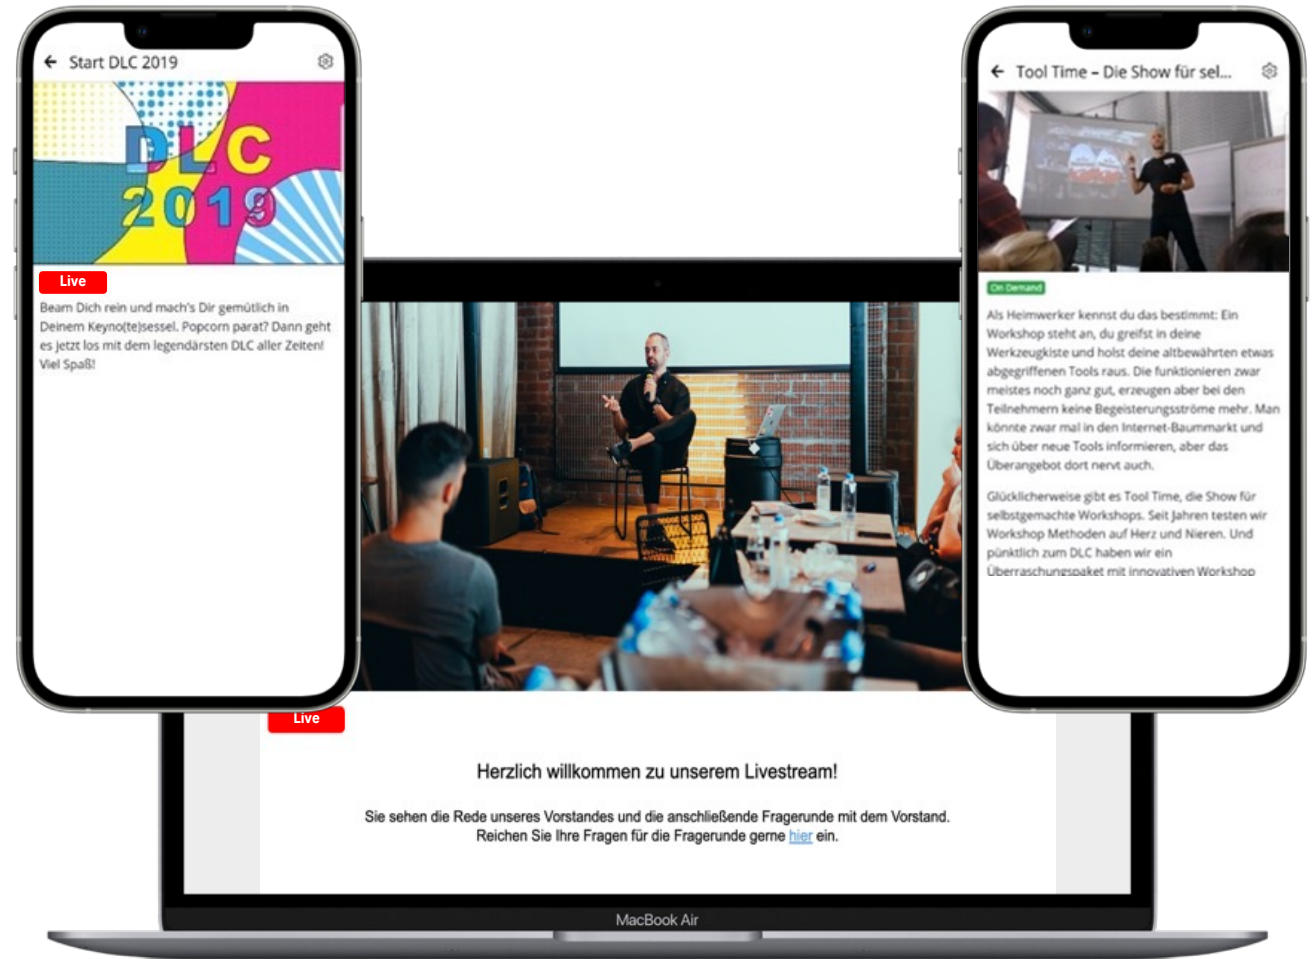 Start DLC 2019
DLC
2019
Live
Beam Dich rein und mach's Dir gemütlich in
Deinem Keyno(te)sessel. Popcorn parat? Dann geht
es jetzt los mit dem legendärsten DLC aller Zeiten!
Viel Spaß!
Tool Time – Die Show für sel...
On Demand
Als Heimwerker kennst du das bestimmt: Ein
Workshop steht an, du greifst in deine
Werkzeugkiste und holst deine altbewährten etwas
abgegriffenen Tools raus. Die funktionieren zwar
meistes noch ganz gut, erzeugen aber bei den
Teilnehmern keine Begeisterungsströme mehr. Man
könnte zwar mal in den Internet-Baummarkt und
sich über neue Tools informieren, aber das
Überangebot dort nervt auch.
Glücklicherweise gibt es Tool Time, die Show für
selbstgemachte Workshops. Seit Jahren testen wir
Workshop Methoden auf Herz und Nieren. Und
pünktlich zum DLC haben wir ein
Überraschungspaket mit innovativen Workshop
Live
Herzlich willkommen zu unserem Livestream!
Sie sehen die Rede unseres Vorstandes und die anschließende Fragerunde mit dem Vorstand.
Reichen Sie Ihre Fragen für die Fragerunde gerne hier ein.
MacBook Air